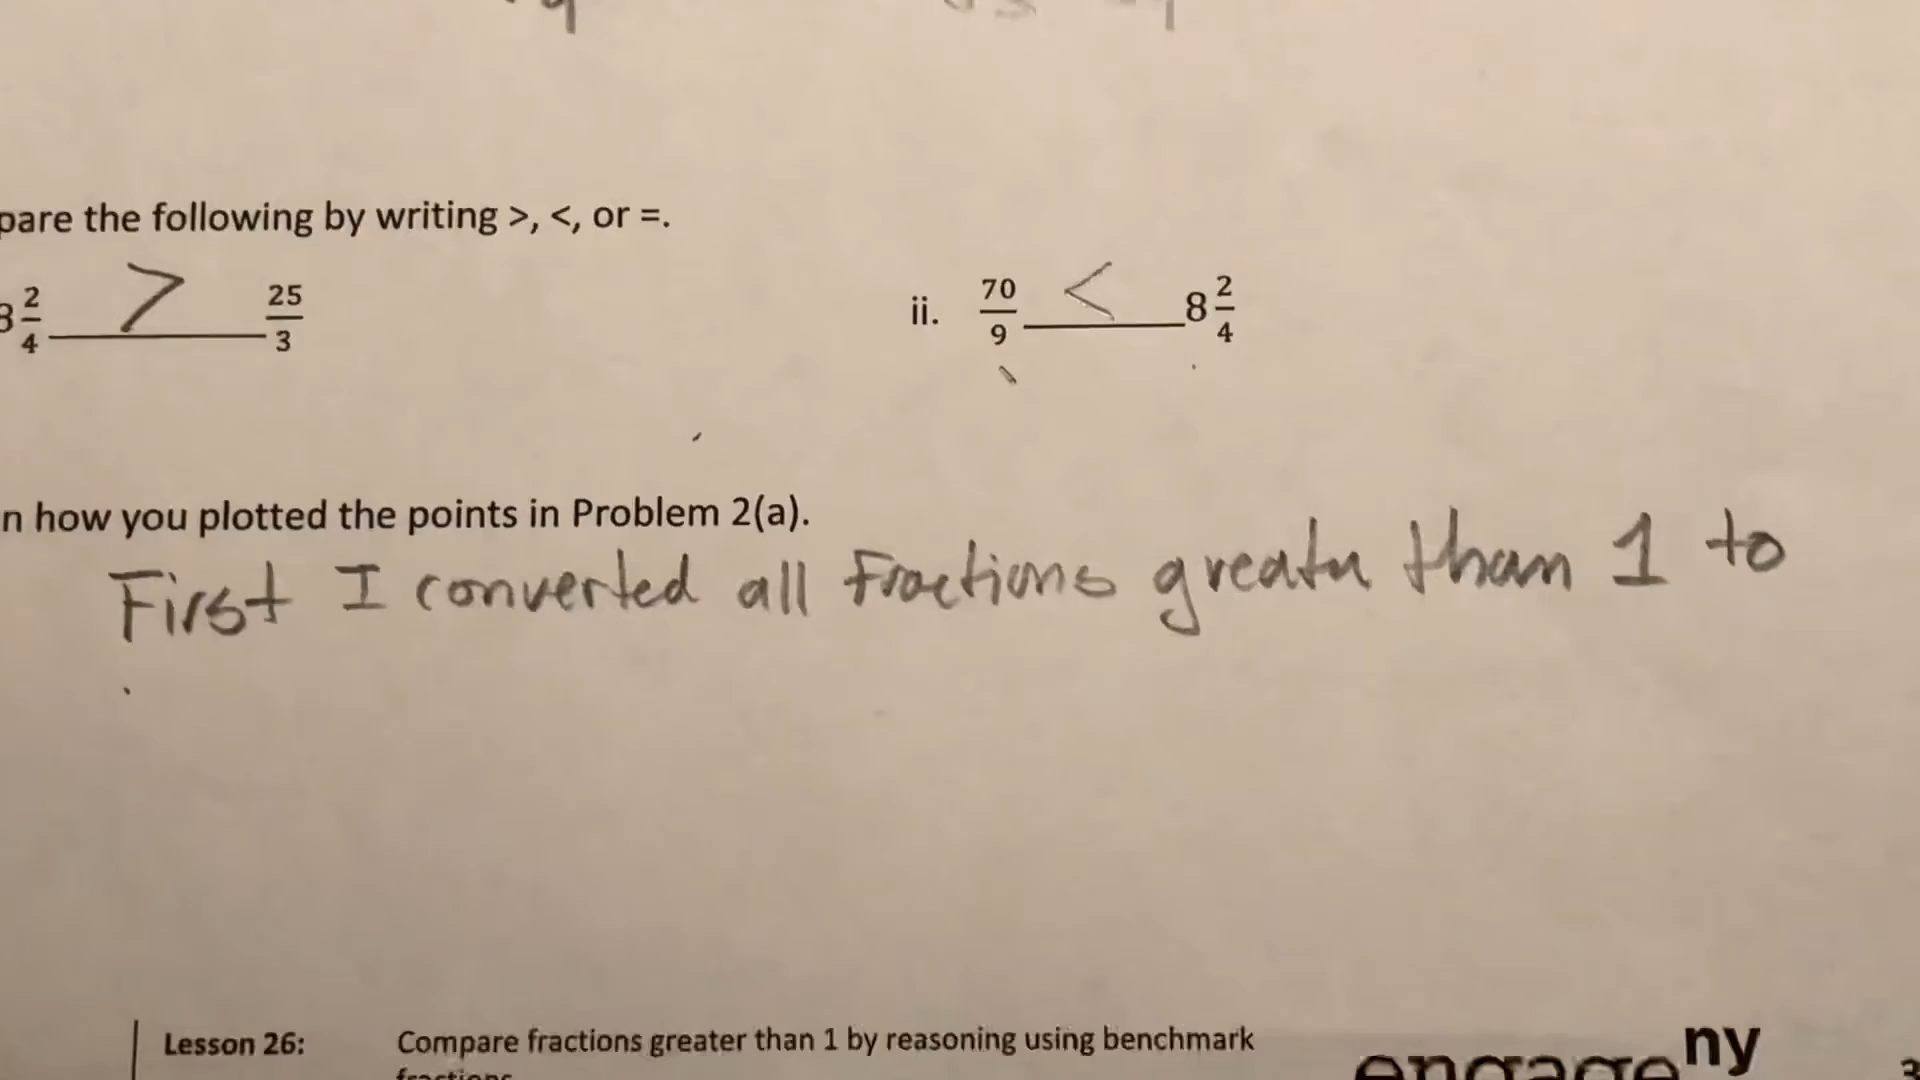 pare the following by writing >, <, or =.
8 2/4 > 25/3
ii. 70/9 < 8 2/4
n how you plotted the points in Problem 2(a).
First I converted all fractions greater than 1 to
Lesson 26: Compare fractions greater than 1 by reasoning using benchmark
fractions
engage ny
3